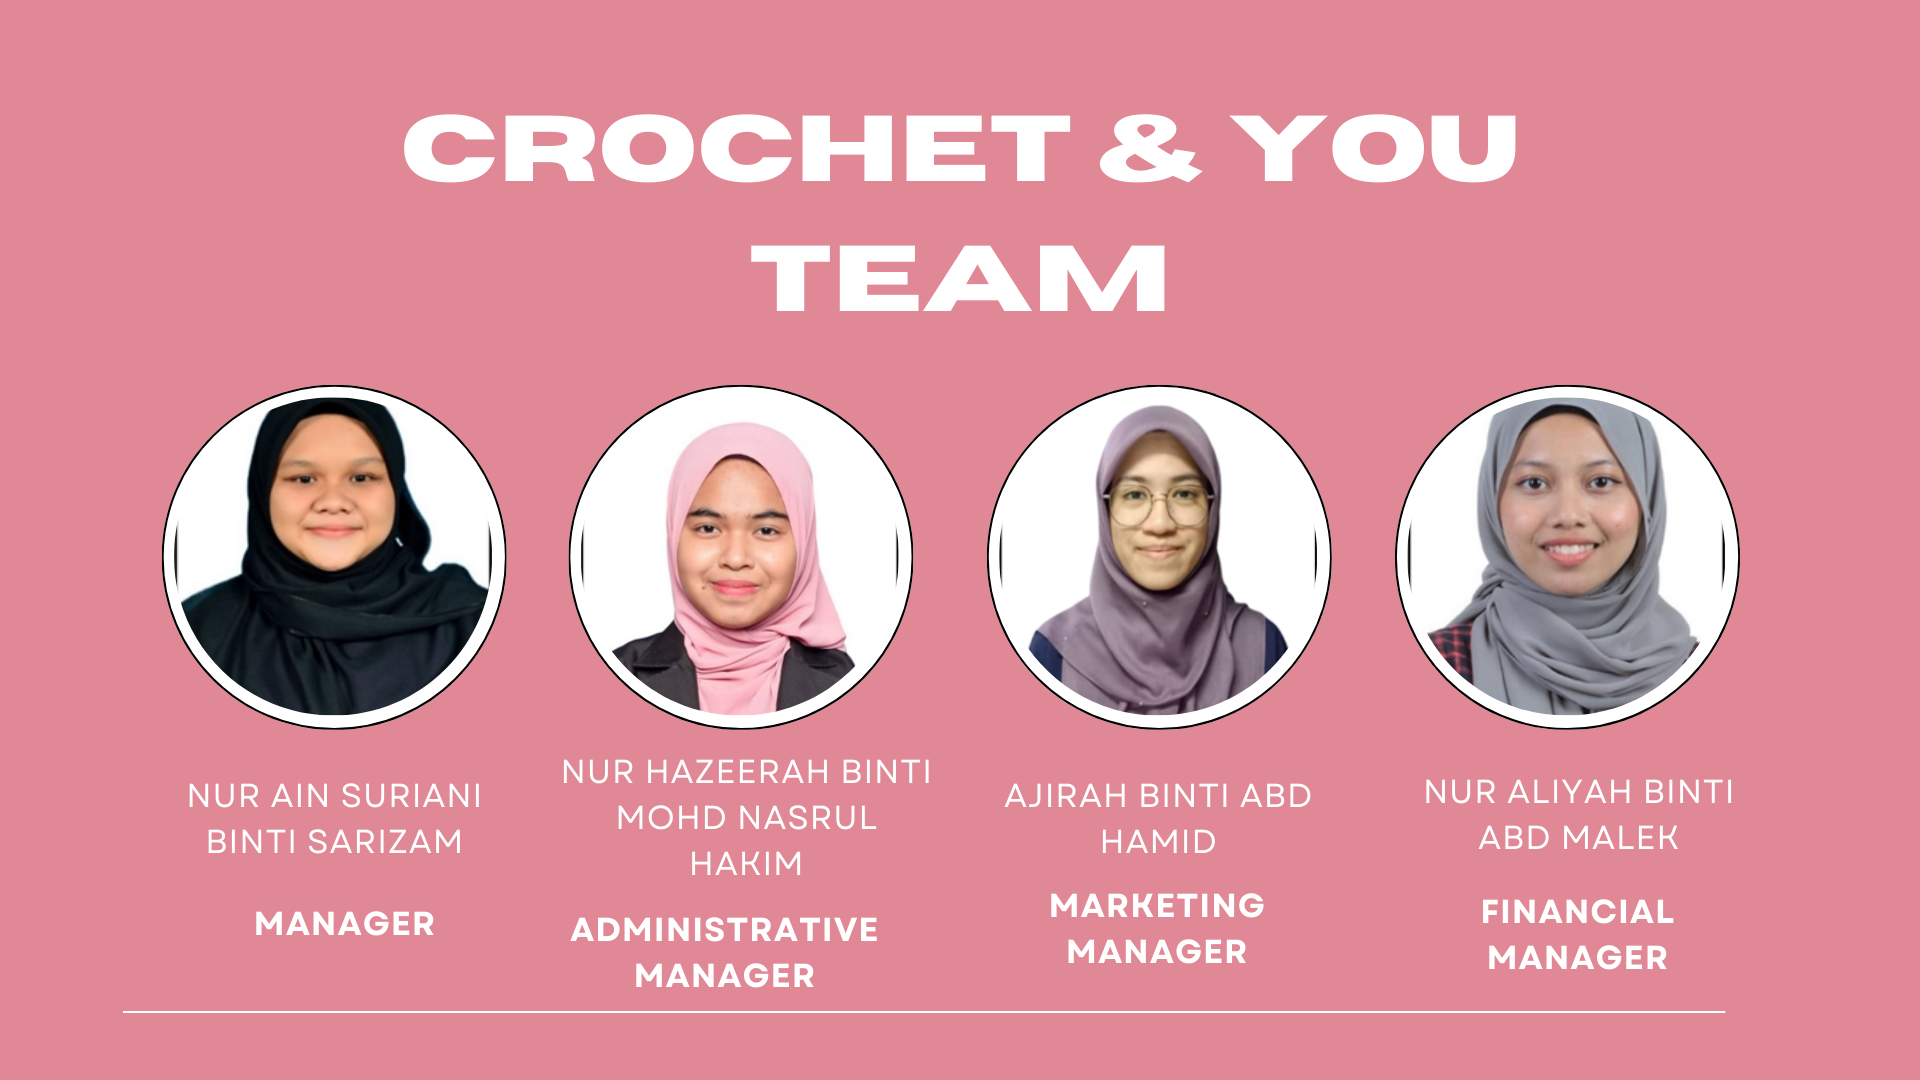 CROCHET & YOU
TEAM
NUR AIN SURIANI
BINTI SARIZAM
MANAGER
NUR HAZEERAH BINTI
MOHD NASRUL
HAKIM
ADMINISTRATIVE
MANAGER
AJIRAH BINTI ABD
HAMID
MARKETING
MANAGER
NUR ALIYAH BINTI
ABD MALEK
FINANCIAL
MANAGER